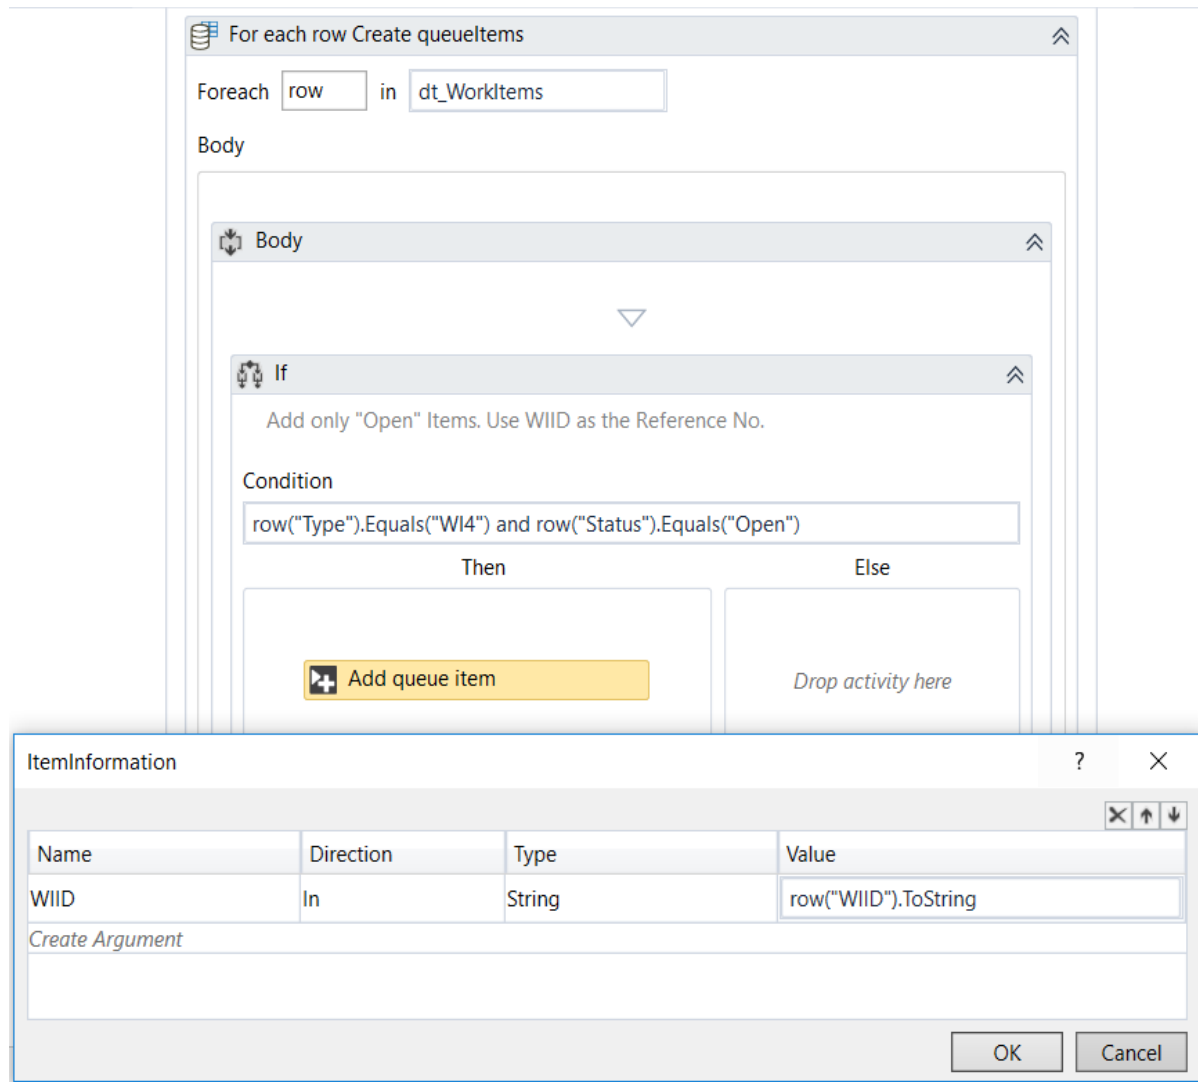 For each row Create queueItems
Foreach row in dt_WorkItems
Body
Body
If
Add only "Open" Items. Use WIID as the Reference No.
Condition
row("Type").Equals("WI4") and row("Status").Equals("Open")
Then Else
Add queue item Drop activity here
ItemInformation ?
Name Direction Type Value
WIID In String row("WIID").ToString
Create Argument
OK Cancel